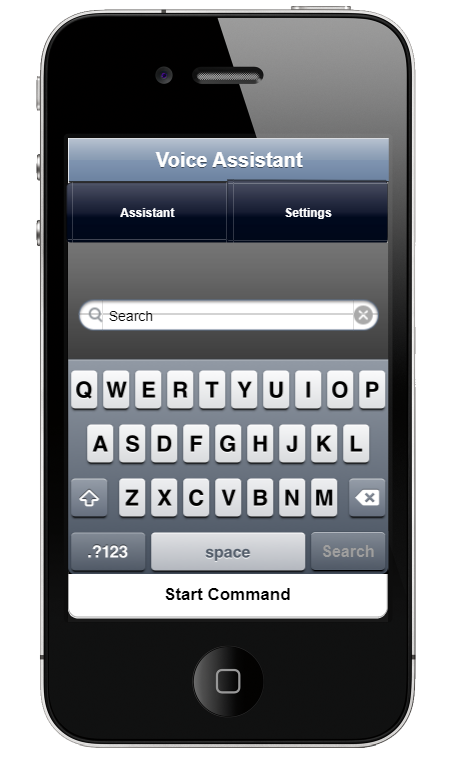 Voice Assistant
Assistant Settings
Search
Q W E R T Y U I O P
A S D F G H J K L
Z X C V B N M
.?123 space Search
Start Command